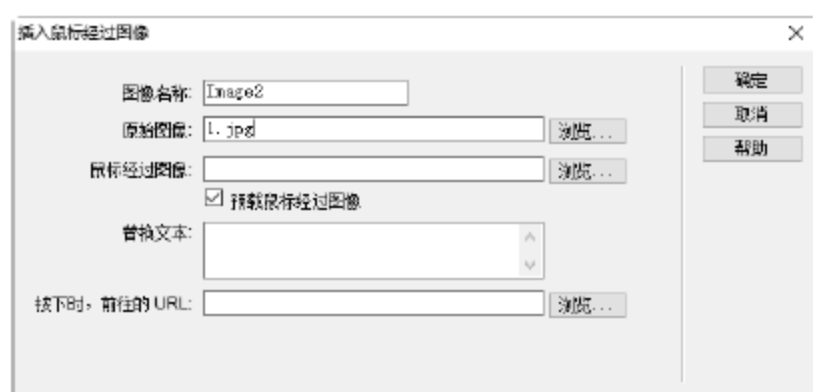 插入鼠标经过图像
图像名称: Image2
原始图像: 1.jpg 浏览...
鼠标经过图像: 浏览...
预载鼠标经过图像
替换文本:
按下时，前往的 URL: 浏览...
确定
取消
帮助